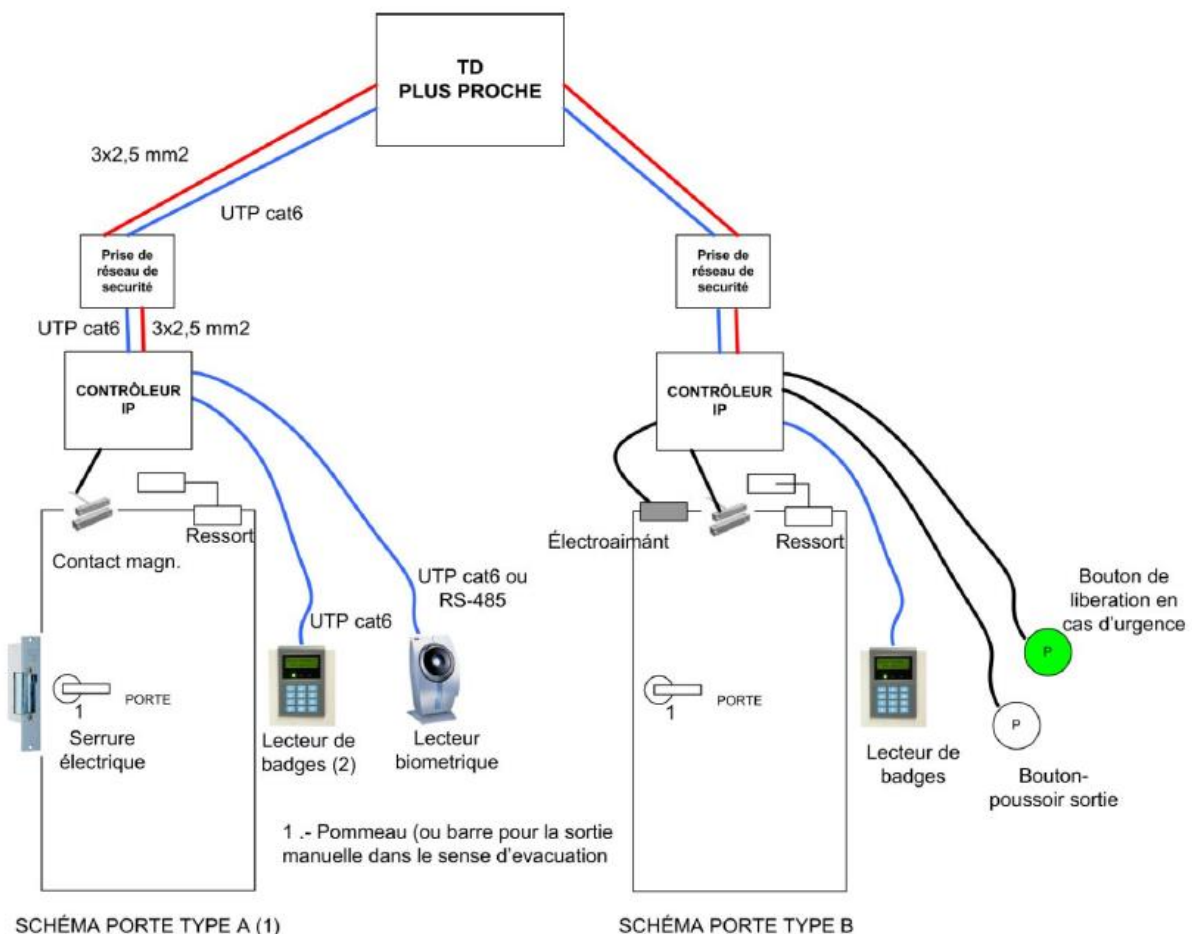 TD
PLUS PROCHE
3x2,5 mm2
UTP cat6
Prise de
réseau de
securité
Prise de
réseau de
securité
UTP cat6
3x2,5 mm2
CONTRÔLEUR
IP
CONTRÔLEUR
IP
Ressort
Contact magn.
Électroaimánt
Ressort
UTP cat6 ou
RS-485
UTP cat6
Bouton de
liberation en
cas d'urgence
P
P
PORTE
1
Serrure
électrique
Lecteur de
badges (2)
Lecteur
biometrique
PORTE
1
Lecteur de
badges
Bouton-
poussoir sortie
1 .- Pommeau (ou barre pour la sortie
manuelle dans le sense d'evacuation
SCHÉMA PORTE TYPE A (1)
SCHÉMA PORTE TYPE B